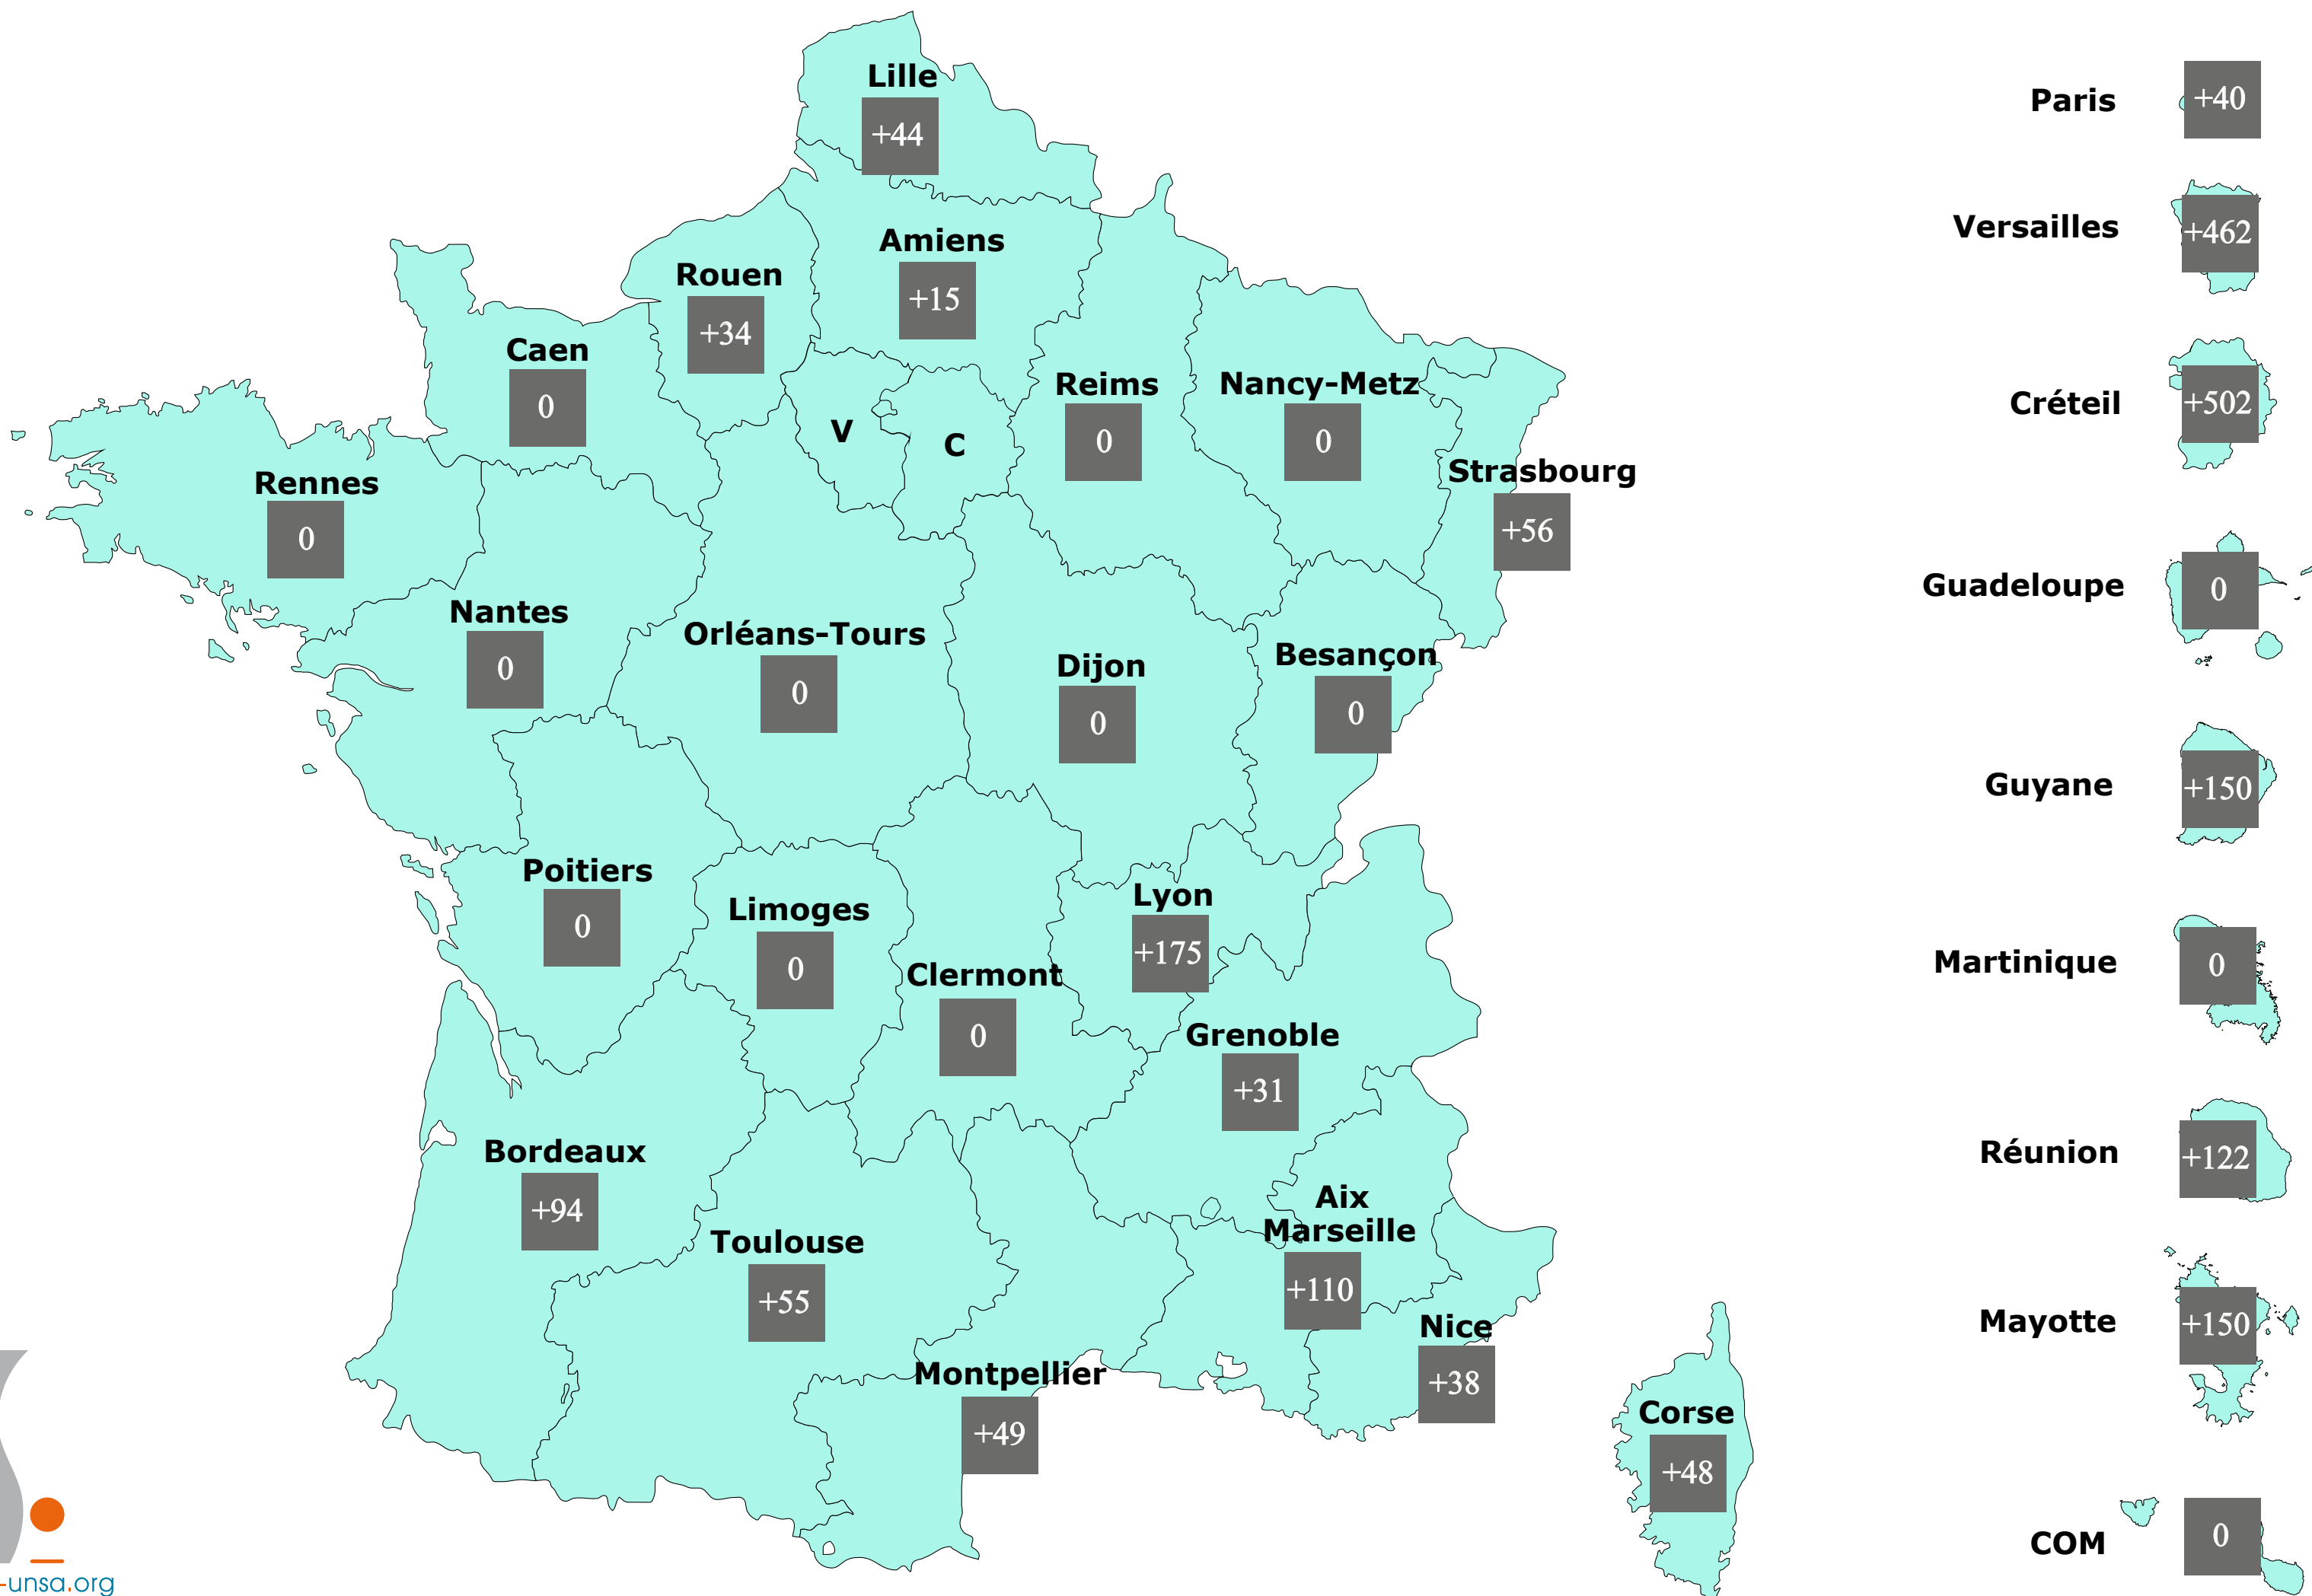 Lille
+44
Amiens
+15
Rouen
+34
Caen
0
Reims
0
Nancy-Metz
0
V
C
Strasbourg
+56
Rennes
0
Nantes
0
Orléans-Tours
0
Dijon
0
Besançon
0
Poitiers
0
Limoges
0
Clermont
0
Lyon
+175
Grenoble
+31
Bordeaux
+94
Toulouse
+55
Aix
Marseille
+110
Nice
+38
Montpellier
+49
Corse
+48
Paris
+40
Versailles
+462
Créteil
+502
Guadeloupe
0
Guyane
+150
Martinique
0
Réunion
+122
Mayotte
+150
COM
0
-unsa.org